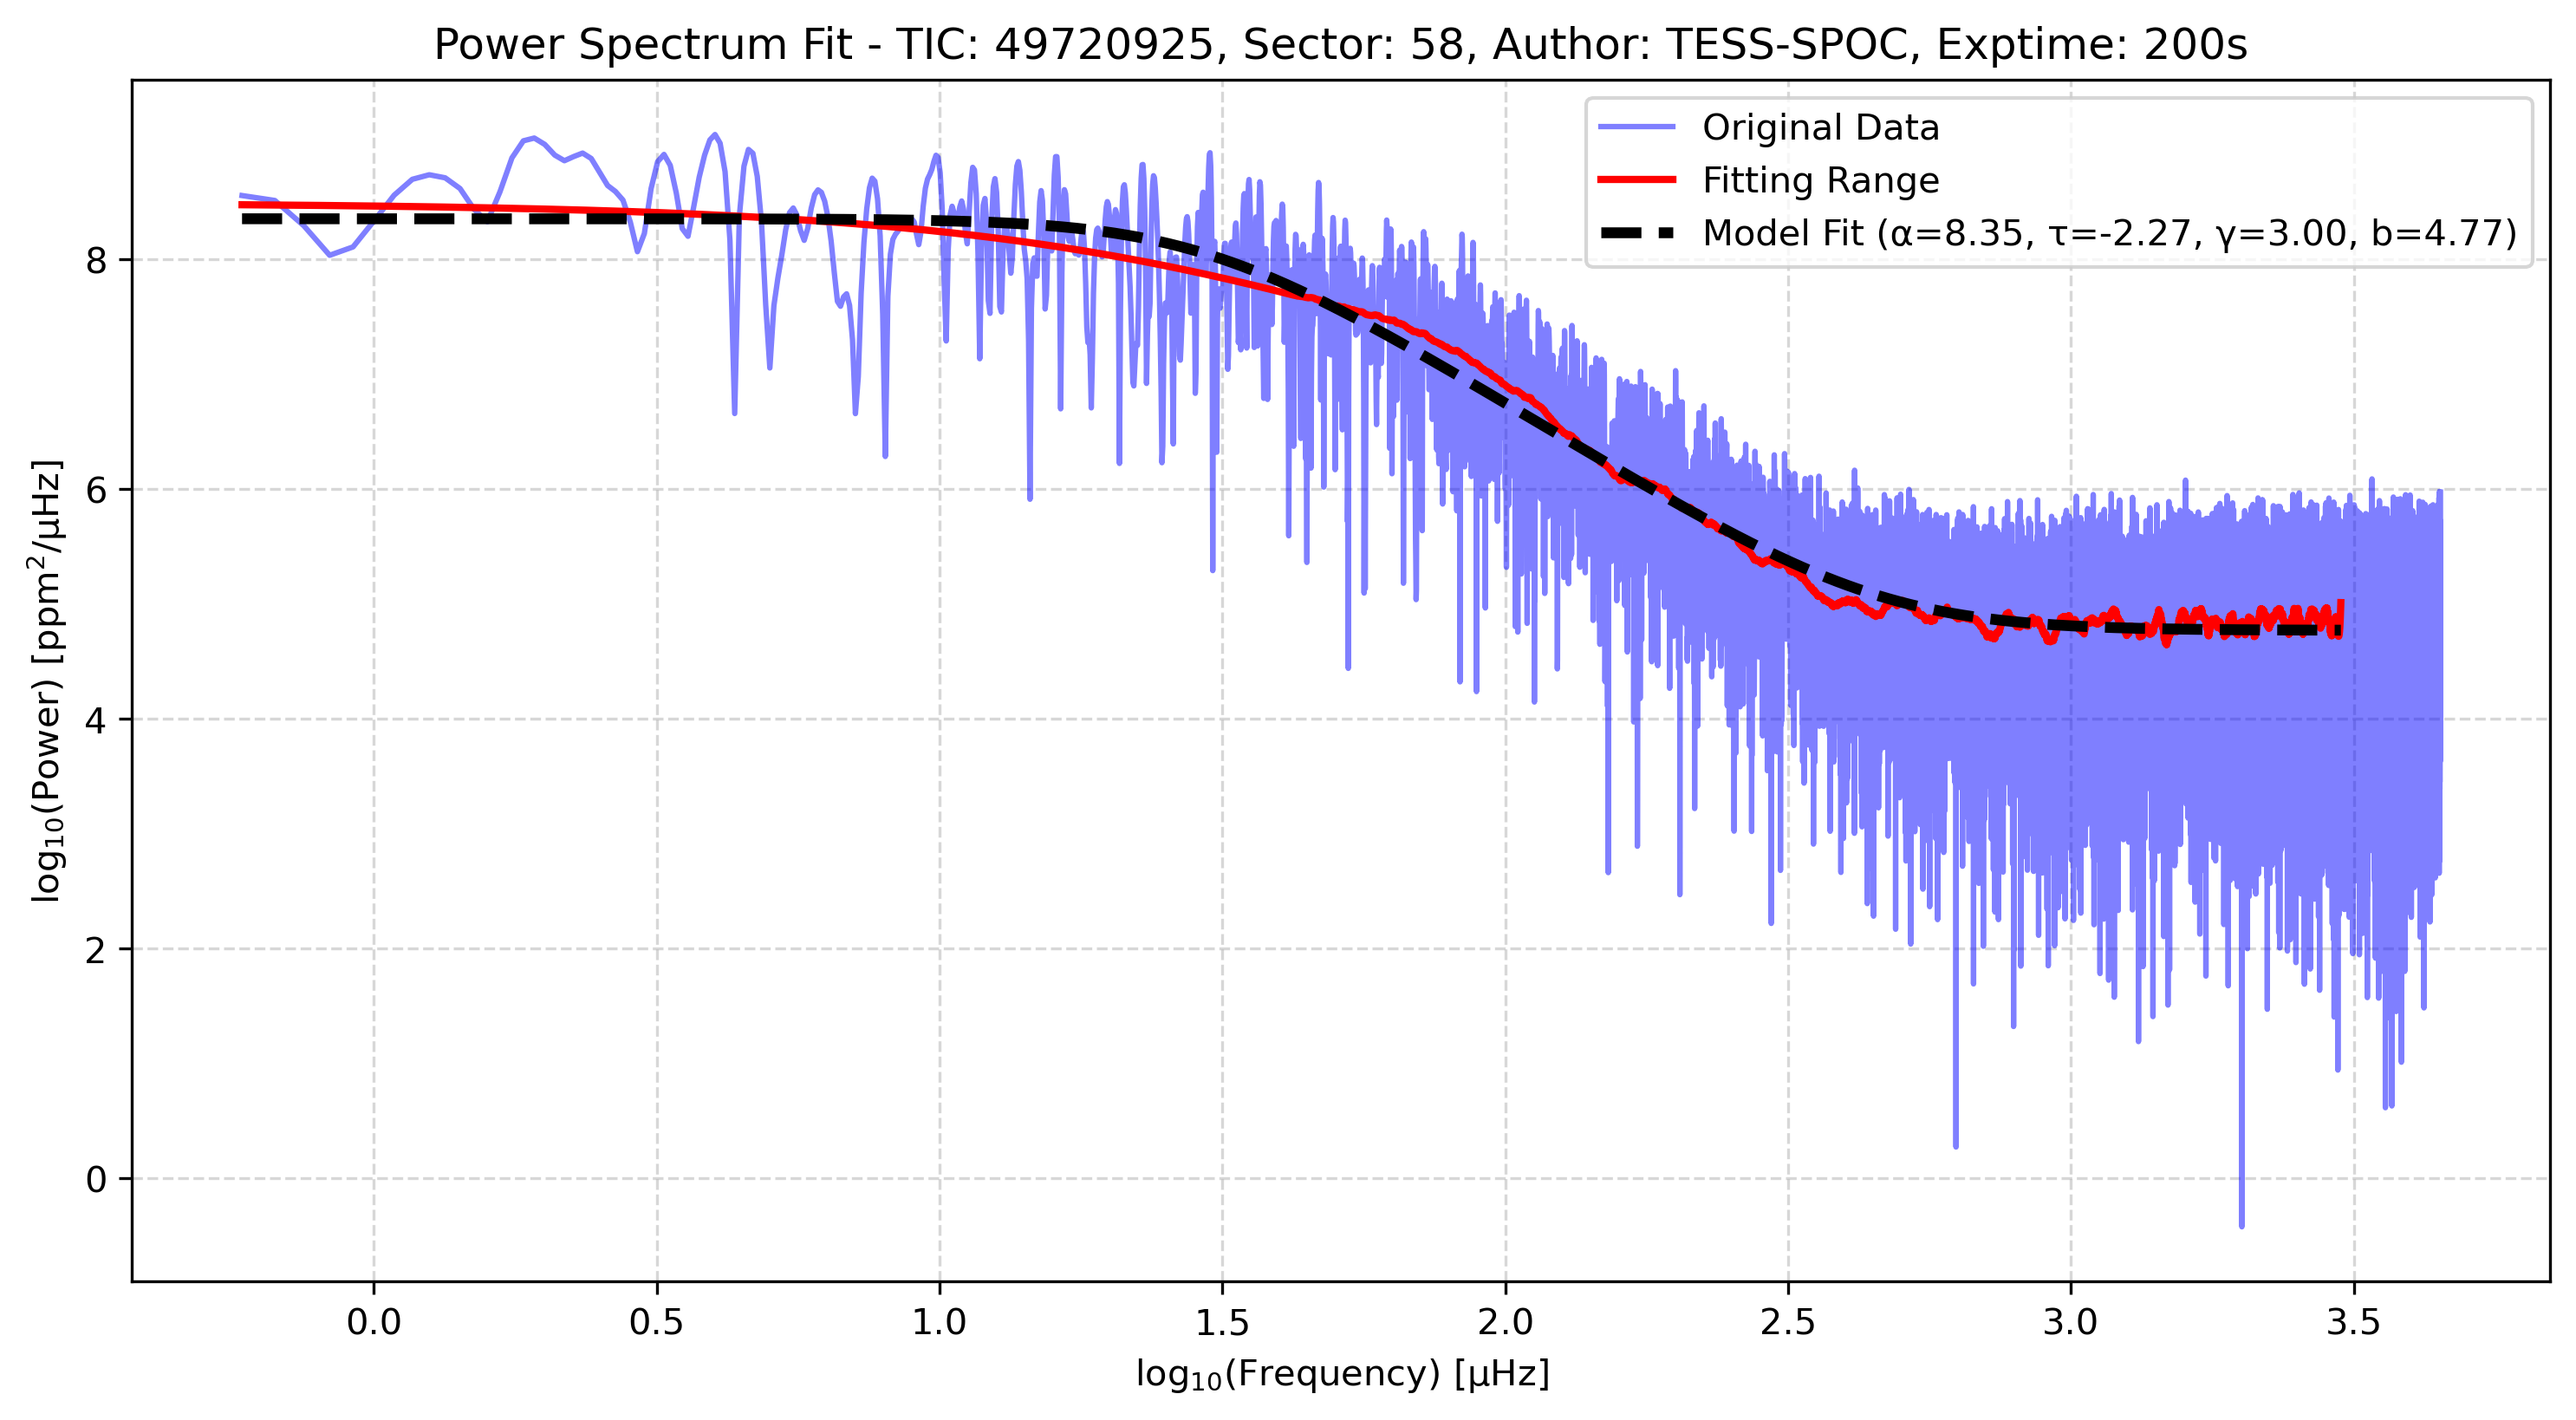 Power Spectrum Fit - TIC: 49720925, Sector: 58, Author: TESS-SPOC, Exptime: 200s
Original Data
Fitting Range
Model Fit (α=8.35, τ=-2.27, γ=3.00, b=4.77)
log₁₀(Power) [ppm²/μHz]
8
6
4
2
0
0.0 0.5 1.0 1.5 2.0 2.5 3.0 3.5
log₁₀(Frequency) [μHz]